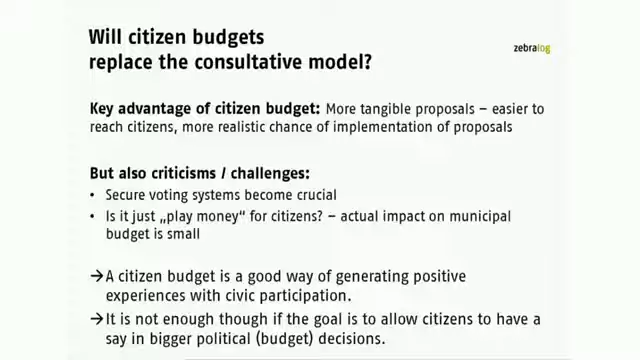 Will citizen budgets
replace the consultative model?
zebralog
Key advantage of citizen budget: More tangible proposals – easier to
reach citizens, more realistic chance of implementation of proposals
But also criticisms / challenges:
• Secure voting systems become crucial
• Is it just „play money“ for citizens? – actual impact on municipal
budget is small
→A citizen budget is a good way of generating positive
experiences with civic participation.
→It is not enough though if the goal is to allow citizens to have a
say in bigger political (budget) decisions.